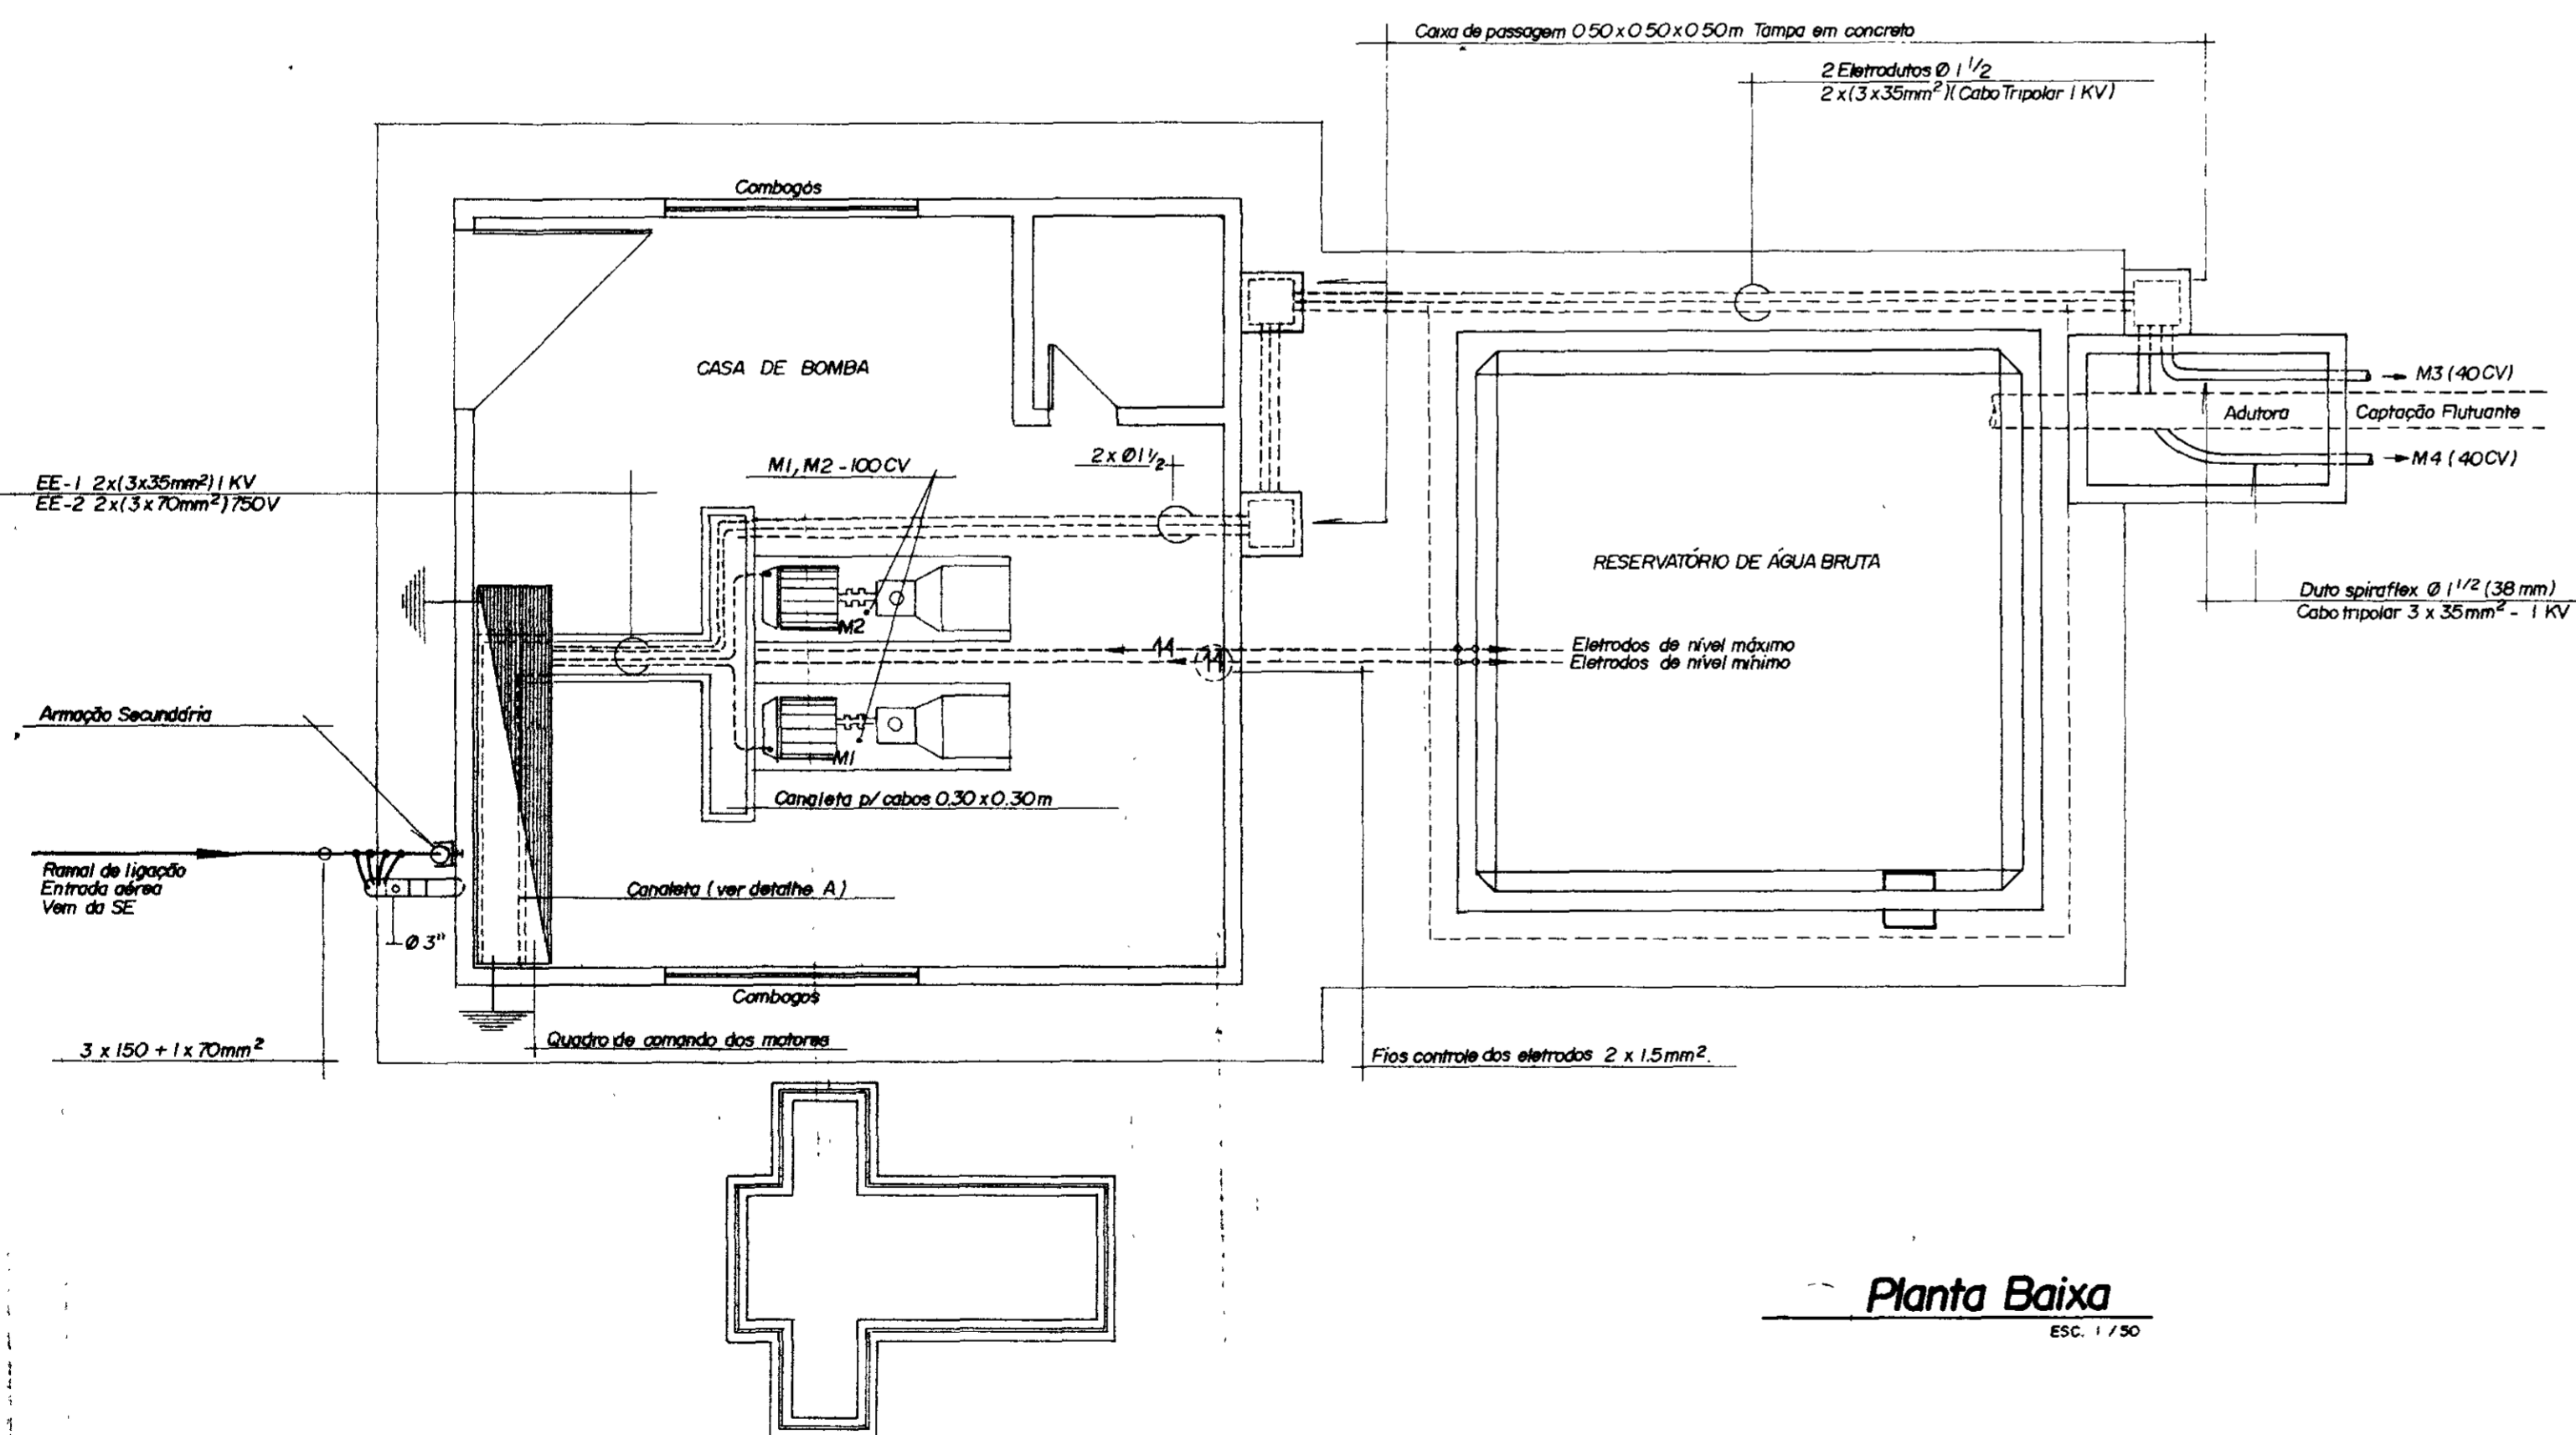 Caixa de passagem 0 50 x 0 50 x 0 50m Tampa em concreto
2 Eletrodutos Ø 1 1/2
2 x (3 x 35mm²)( Cabo Tripolar 1 KV)
Combogós
CASA DE BOMBA
M3 (40CV)
Adutora
Captação Flutuante
M4 (40CV)
2 x Ø 1 1/2
M1, M2 - 100 CV
EE-1 2x(3x35mm²) 1 KV
EE-2 2x(3x70mm²) 750V
RESERVATÓRIO DE ÁGUA BRUTA
Duto spiraflex Ø 1 1/2 (38 mm)
Cabo tripolar 3 x 35mm² - 1 KV
M2
Eletrodos de nível máximo
Eletrodos de nível mínimo
Armação Secundária
M1
Canaleta p/ cabos 0.30 x 0.30m
Ramal de ligação
Entrada aérea
Vem da SE
Canaleta (ver detalhe A)
Ø 3"
Combogos
Quadro de comando dos motores
3 x 150 + 1 x 70mm²
Fios controle dos eletrodos 2 x 1.5mm².
Planta Baixa
ESC. 1 / 50